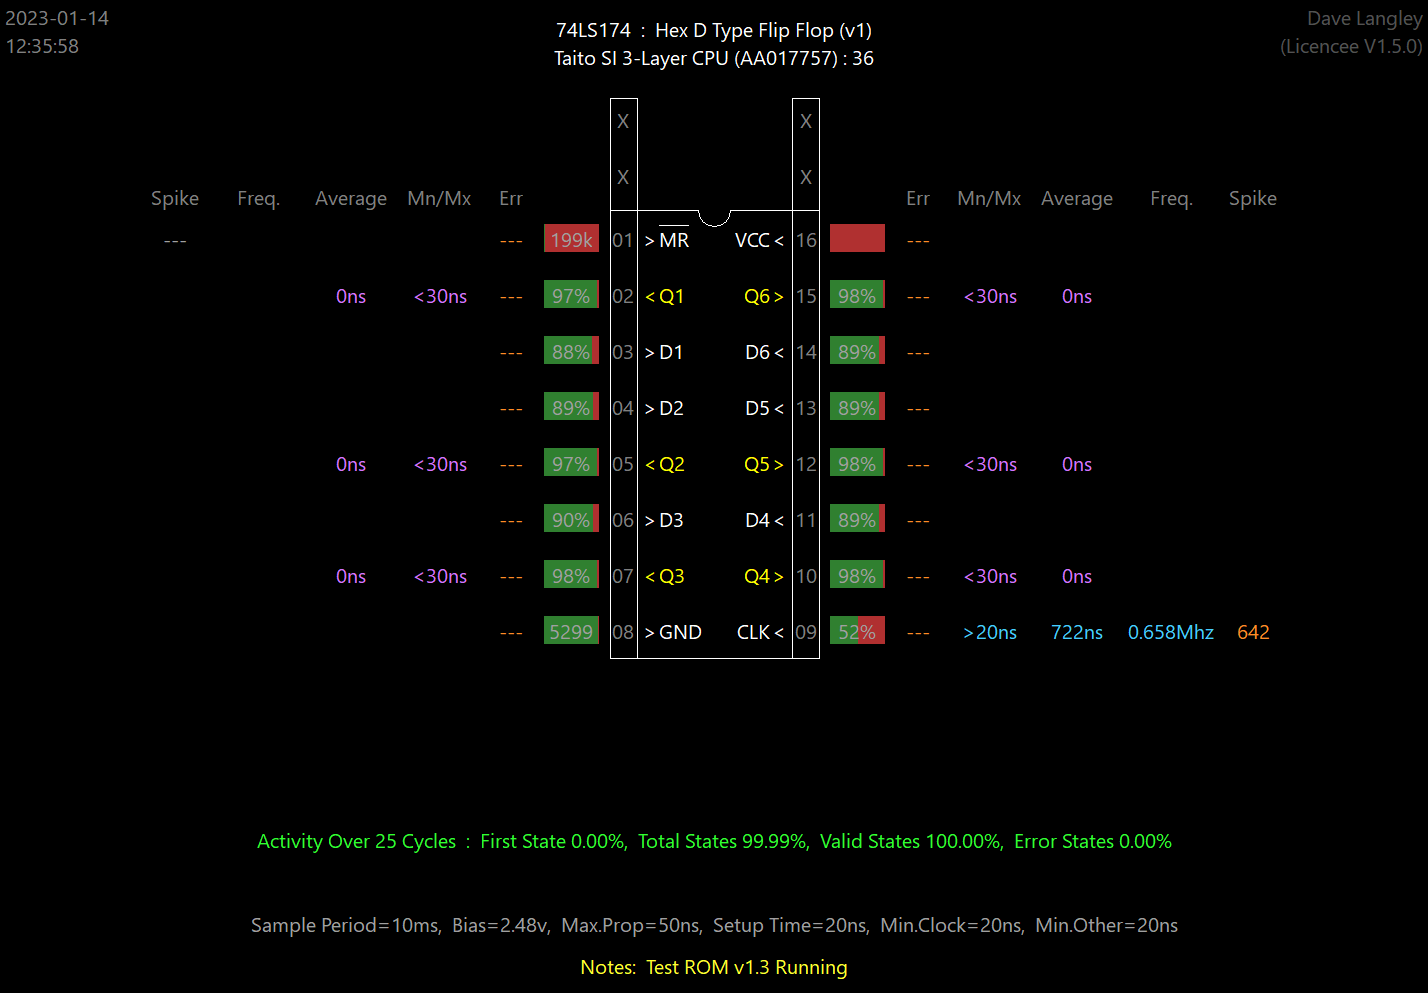 2023-01-14
12:35:58
74LS174 : Hex D Type Flip Flop (v1)
Taito SI 3-Layer CPU (AA017757) : 36
Dave Langley
(Licencee V1.5.0)
X X
X X
Spike Freq. Average Mn/Mx Err Err Mn/Mx Average Freq. Spike
--- --- 199k 01 > MR VCC < 16 ---
0ns <30ns --- 97% 02 < Q1 Q6 > 15 98% --- <30ns 0ns
--- 88% 03 > D1 D6 < 14 89% ---
--- 89% 04 > D2 D5 < 13 89% ---
0ns <30ns --- 97% 05 < Q2 Q5 > 12 98% --- <30ns 0ns
--- 90% 06 > D3 D4 < 11 89% ---
0ns <30ns --- 98% 07 < Q3 Q4 > 10 98% --- <30ns 0ns
--- 5299 08 > GND CLK < 09 52% --- >20ns 722ns 0.658Mhz 642
Activity Over 25 Cycles : First State 0.00%, Total States 99.99%, Valid States 100.00%, Error States 0.00%
Sample Period=10ms, Bias=2.48v, Max.Prop=50ns, Setup Time=20ns, Min.Clock=20ns, Min.Other=20ns
Notes: Test ROM v1.3 Running